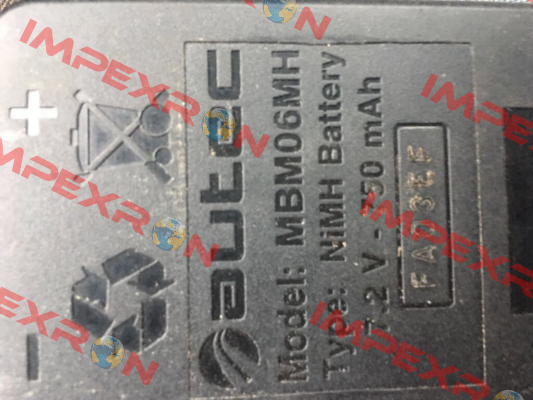 autec
Model: MBM06MH
Type: NiMH Battery
7.2 V - 750 mAh
IMPEXRON
IMPEXRON
IMPEXRON
IMPEXRON
IMPEXRON